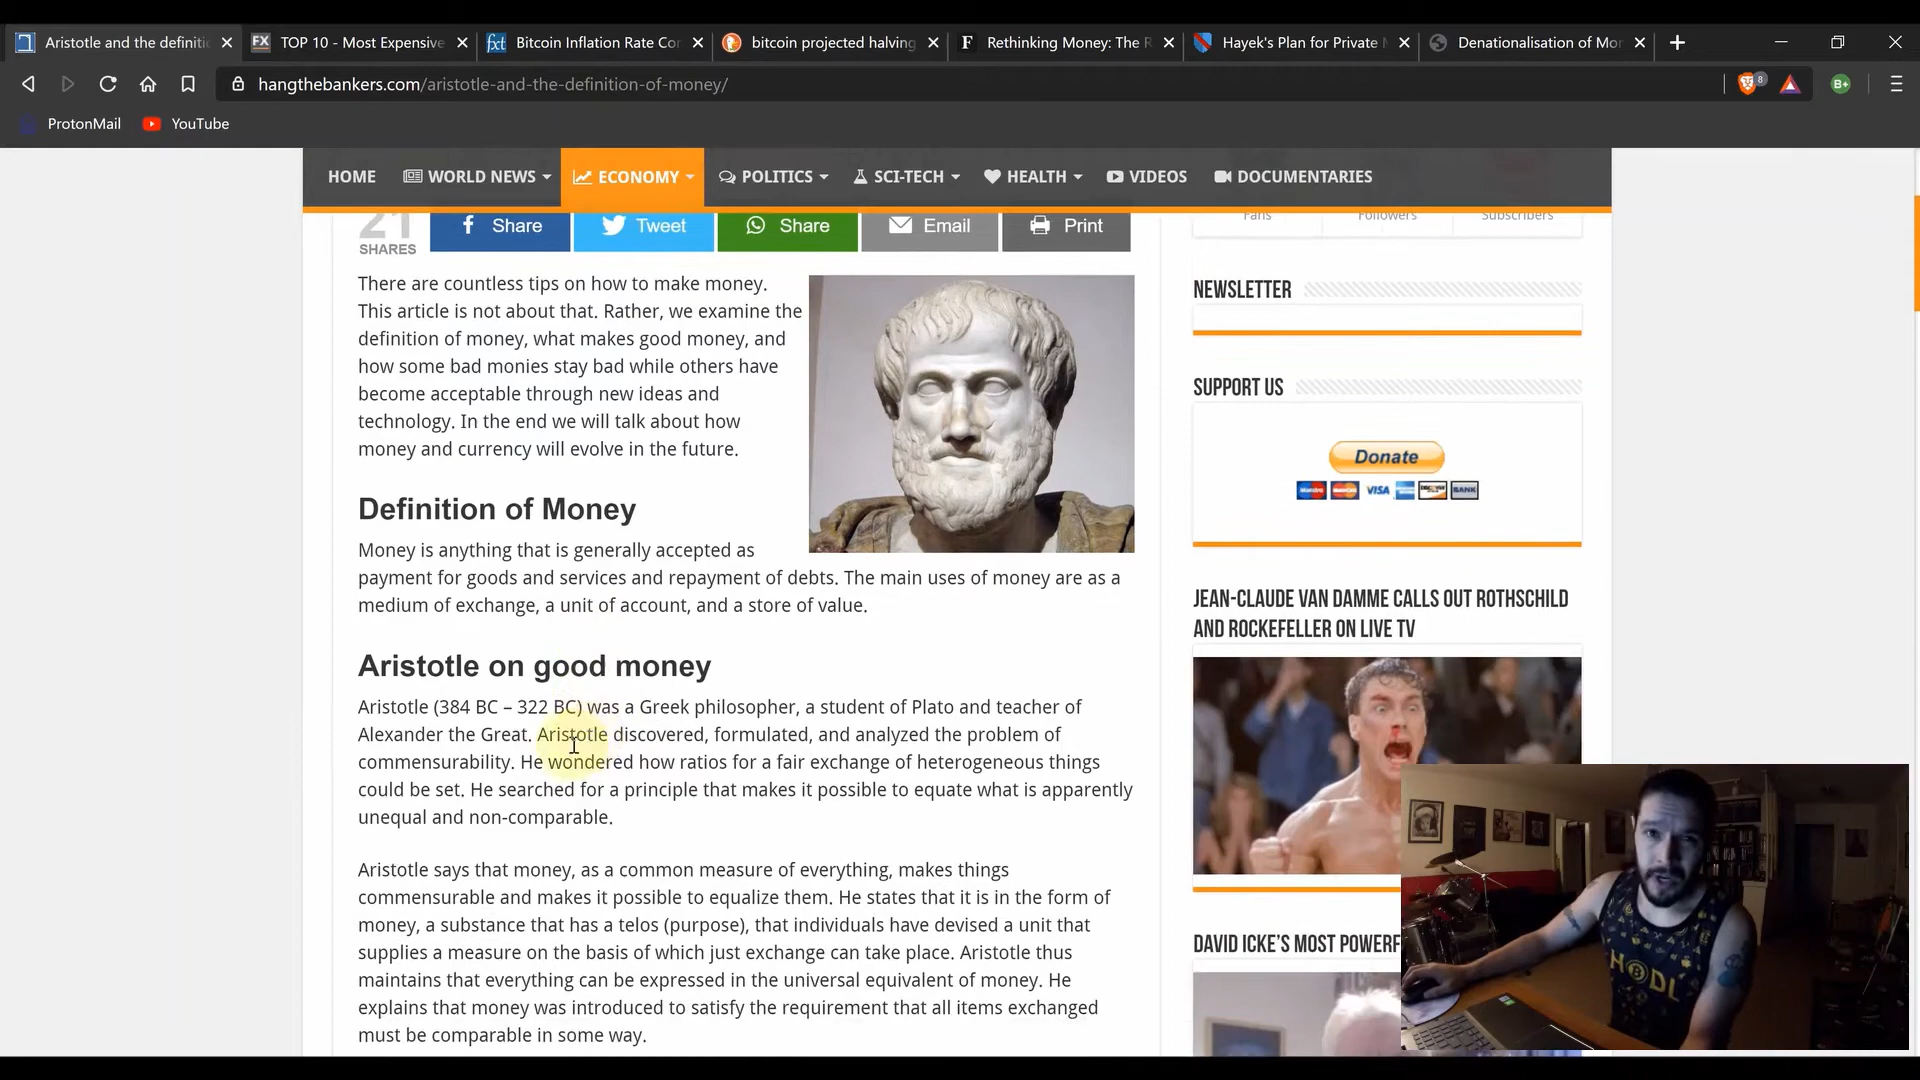 Aristotle and the definiti
TOP 10 - Most Expensive
Bitcoin Inflation Rate Co
bitcoin projected halving
Rethinking Money: The R
Hayek's Plan for Private
Denationalisation of Mo
hangthebankers.com/aristotle-and-the-definition-of-money/
8
B+
ProtonMail
YouTube
HOME
WORLD NEWS
ECONOMY
POLITICS
SCI-TECH
HEALTH
VIDEOS
DOCUMENTARIES
21
SHARES
Share
Tweet
Share
Email
Print
There are countless tips on how to make money.
This article is not about that. Rather, we examine the
definition of money, what makes good money, and
how some bad monies stay bad while others have
become acceptable through new ideas and
technology. In the end we will talk about how
money and currency will evolve in the future.
Definition of Money
Money is anything that is generally accepted as
payment for goods and services and repayment of debts. The main uses of money are as a
medium of exchange, a unit of account, and a store of value.
Aristotle on good money
Aristotle (384 BC – 322 BC) was a Greek philosopher, a student of Plato and teacher of
Alexander the Great. Aristotle discovered, formulated, and analyzed the problem of
commensurability. He wondered how ratios for a fair exchange of heterogeneous things
could be set. He searched for a principle that makes it possible to equate what is apparently
unequal and non-comparable.
Aristotle says that money, as a common measure of everything, makes things
commensurable and makes it possible to equalize them. He states that it is in the form of
money, a substance that has a telos (purpose), that individuals have devised a unit that
supplies a measure on the basis of which just exchange can take place. Aristotle thus
maintains that everything can be expressed in the universal equivalent of money. He
explains that money was introduced to satisfy the requirement that all items exchanged
must be comparable in some way.
Fans
Followers
Subscribers
NEWSLETTER
SUPPORT US
Donate
VISA
BANK
JEAN-CLAUDE VAN DAMME CALLS OUT ROTHSCHILD
AND ROCKEFELLER ON LIVE TV
DAVID ICKE'S MOST POWERF
HODL